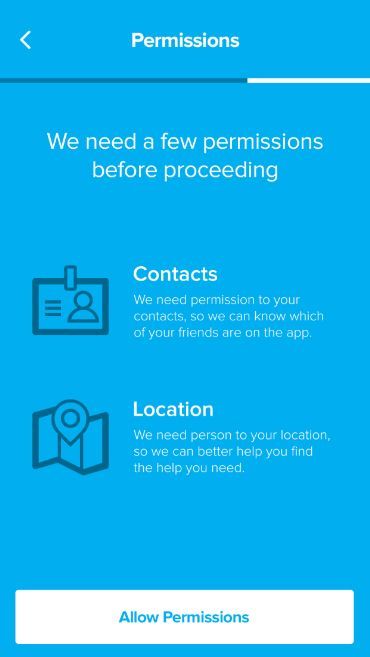 Permissions
We need a few permissions
before proceeding
Contacts
We need permission to your
contacts, so we can know which
of your friends are on the app.
Location
We need person to your location,
so we can better help you find
the help you need.
Allow Permissions